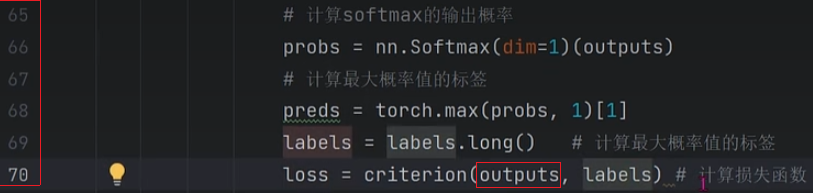 65 # 计算softmax的输出概率
66 probs = nn.Softmax(dim=1)(outputs)
67 # 计算最大概率值的标签
68 preds = torch.max(probs, 1)[1]
69 labels = labels.long() # 计算最大概率值的标签
70 loss = criterion(outputs, labels) # 计算损失函数